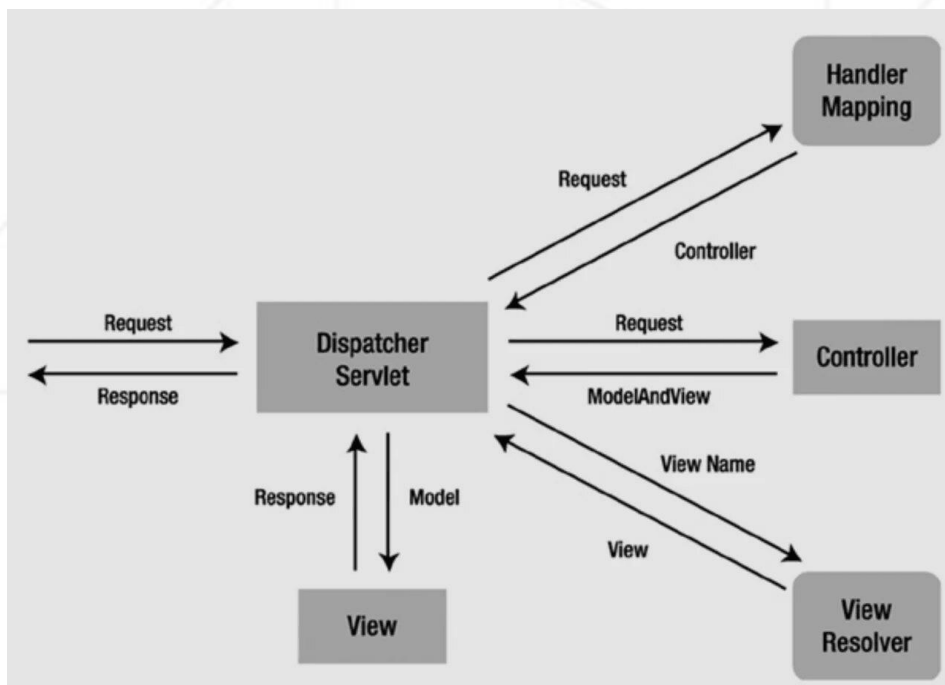 Handler
Mapping
Request
Controller
Request
Response
Dispatcher
Servlet
Request
ModelAndView
Controller
View Name
View
Response
Model
View
View
Resolver